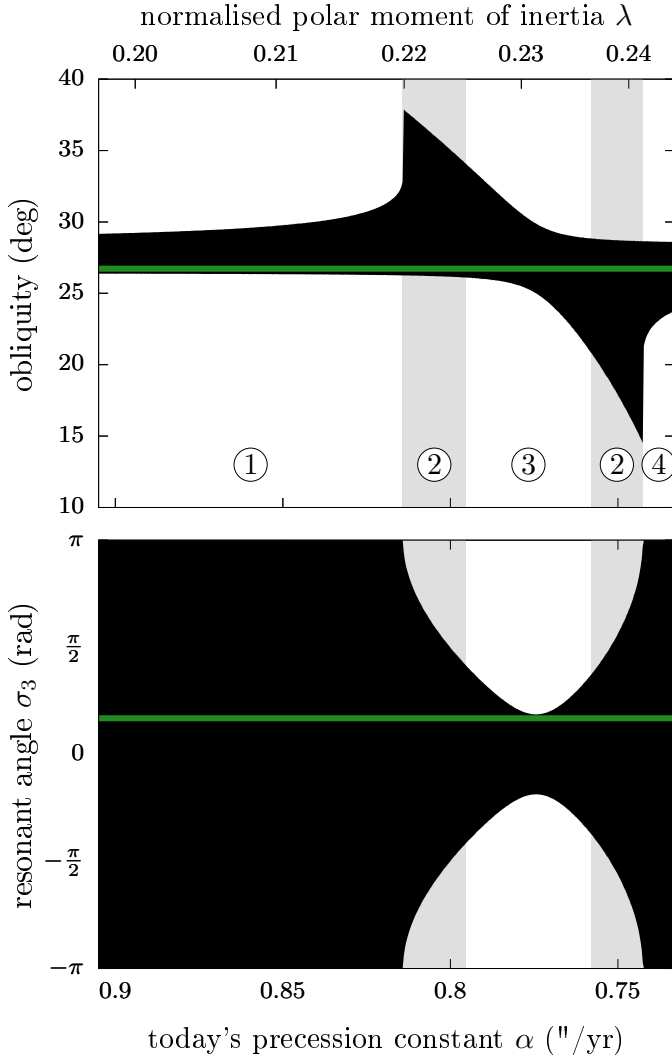 normalised polar moment of inertia λ
0.20 0.21 0.22 0.23 0.24
40
35
30
25
20
15
10
obliquity (deg)
1 2 3 2 4
π
π/2
0
−π/2
−π
resonant angle σ₃ (rad)
0.9 0.85 0.8 0.75
today's precession constant α ("/yr)